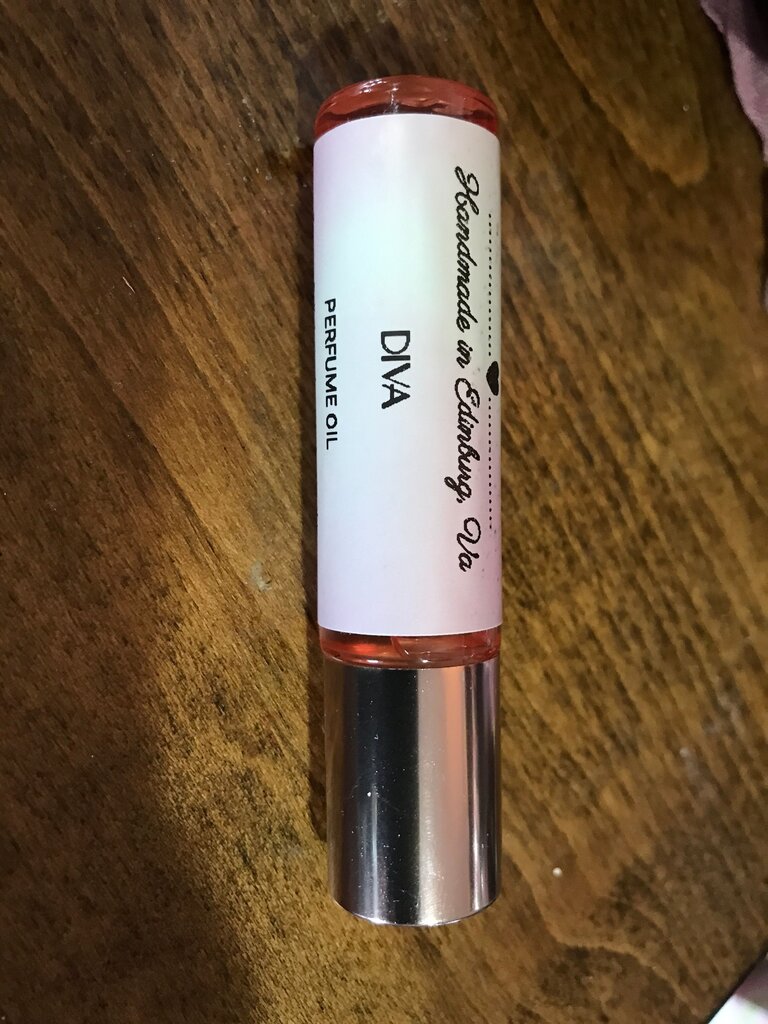 Handmade in Edinburg, Va
DIVA
PERFUME OIL